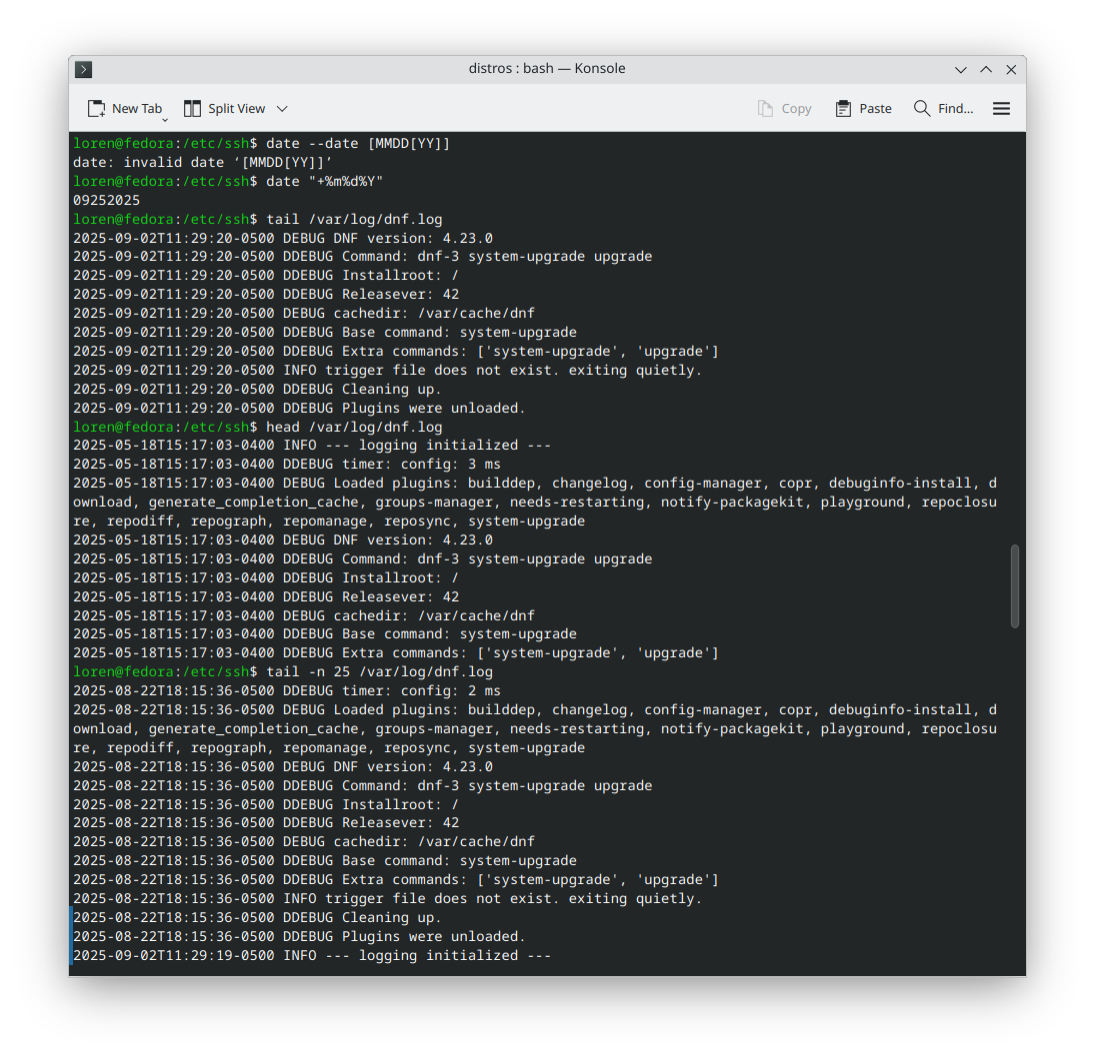 distros : bash — Konsole
New Tab Split View Copy Paste Find...
loren@fedora:/etc/ssh$ date --date [MMDD[YY]]
date: invalid date ‘[MMDD[YY]]’
loren@fedora:/etc/ssh$ date "+%m%d%Y"
09252025
loren@fedora:/etc/ssh$ tail /var/log/dnf.log
2025-09-02T11:29:20-0500 DEBUG DNF version: 4.23.0
2025-09-02T11:29:20-0500 DDEBUG Command: dnf-3 system-upgrade upgrade
2025-09-02T11:29:20-0500 DDEBUG Installroot: /
2025-09-02T11:29:20-0500 DDEBUG Releasever: 42
2025-09-02T11:29:20-0500 DEBUG cachedir: /var/cache/dnf
2025-09-02T11:29:20-0500 DDEBUG Base command: system-upgrade
2025-09-02T11:29:20-0500 DDEBUG Extra commands: ['system-upgrade', 'upgrade']
2025-09-02T11:29:20-0500 INFO trigger file does not exist. exiting quietly.
2025-09-02T11:29:20-0500 DDEBUG Cleaning up.
2025-09-02T11:29:20-0500 DDEBUG Plugins were unloaded.
loren@fedora:/etc/ssh$ head /var/log/dnf.log
2025-05-18T15:17:03-0400 INFO --- logging initialized ---
2025-05-18T15:17:03-0400 DDEBUG timer: config: 3 ms
2025-05-18T15:17:03-0400 DEBUG Loaded plugins: builddep, changelog, config-manager, copr, debuginfo-install, d
ownload, generate_completion_cache, groups-manager, needs-restarting, notify-packagekit, playground, repoclosu
re, repodiff, repograph, repomanage, reposync, system-upgrade
2025-05-18T15:17:03-0400 DEBUG DNF version: 4.23.0
2025-05-18T15:17:03-0400 DDEBUG Command: dnf-3 system-upgrade upgrade
2025-05-18T15:17:03-0400 DDEBUG Installroot: /
2025-05-18T15:17:03-0400 DDEBUG Releasever: 42
2025-05-18T15:17:03-0400 DEBUG cachedir: /var/cache/dnf
2025-05-18T15:17:03-0400 DDEBUG Base command: system-upgrade
2025-05-18T15:17:03-0400 DDEBUG Extra commands: ['system-upgrade', 'upgrade']
loren@fedora:/etc/ssh$ tail -n 25 /var/log/dnf.log
2025-08-22T18:15:36-0500 DDEBUG timer: config: 2 ms
2025-08-22T18:15:36-0500 DEBUG Loaded plugins: builddep, changelog, config-manager, copr, debuginfo-install, d
ownload, generate_completion_cache, groups-manager, needs-restarting, notify-packagekit, playground, repoclosu
re, repodiff, repograph, repomanage, reposync, system-upgrade
2025-08-22T18:15:36-0500 DEBUG DNF version: 4.23.0
2025-08-22T18:15:36-0500 DDEBUG Command: dnf-3 system-upgrade upgrade
2025-08-22T18:15:36-0500 DDEBUG Installroot: /
2025-08-22T18:15:36-0500 DDEBUG Releasever: 42
2025-08-22T18:15:36-0500 DEBUG cachedir: /var/cache/dnf
2025-08-22T18:15:36-0500 DDEBUG Base command: system-upgrade
2025-08-22T18:15:36-0500 DDEBUG Extra commands: ['system-upgrade', 'upgrade']
2025-08-22T18:15:36-0500 INFO trigger file does not exist. exiting quietly.
2025-08-22T18:15:36-0500 DDEBUG Cleaning up.
2025-08-22T18:15:36-0500 DDEBUG Plugins were unloaded.
2025-09-02T11:29:19-0500 INFO --- logging initialized ---